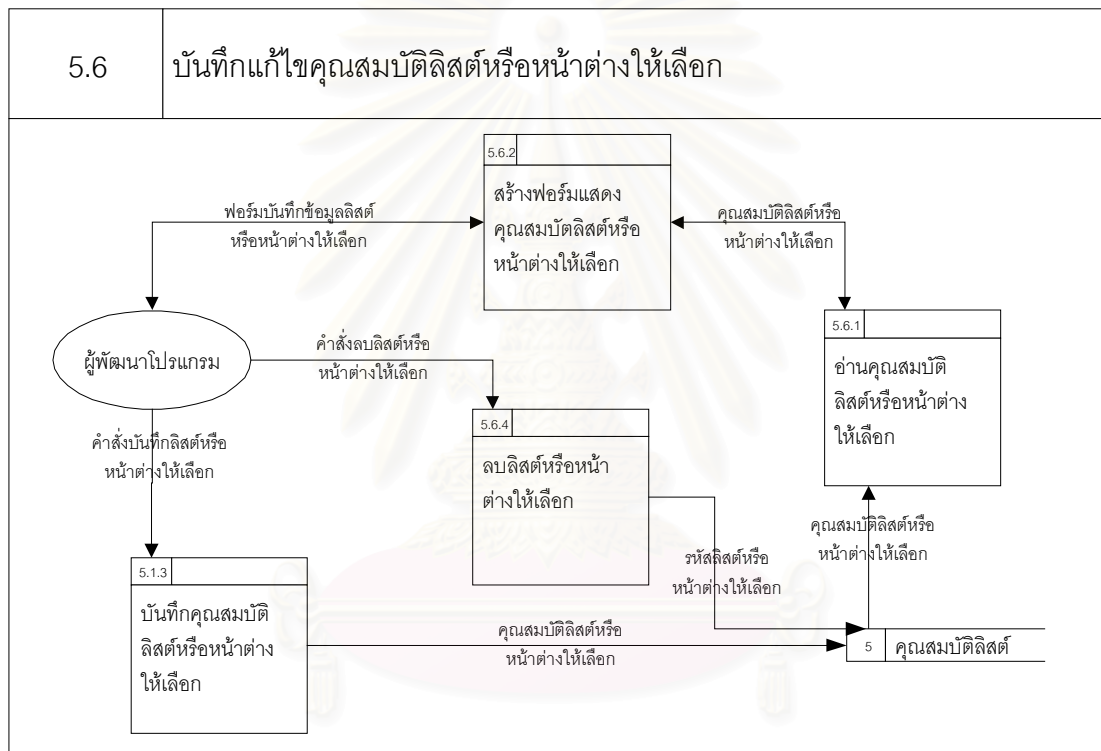 5.6
บันทึกแก้ไขคุณสมบัติลิสต์หรือหน้าต่างให้เลือก
5.6.2
สร้างฟอร์มแสดง
คุณสมบัตลิสต์หรือ
หน้าต่างให้เลือก
ฟอร์มบันทึกข้อมูลลิสต์
หรือหน้าต่างให้เลือก
คุณสมบัติลิสต์หรือ
หน้าต่างให้เลือก
5.6.1
อ่านคุณสมบัติ
ลิสต์หรือหน้าต่าง
ให้เลือก
ผู้พัฒนาโปรแกรม
คำสั่งลบลิสต์หรือ
หน้าต่างให้เลือก
5.6.4
ลบลิสต์หรือหน้า
ต่างให้เลือก
คำสั่งบันทึกลิสต์หรือ
หน้าต่างให้เลือก
คุณสมบัติลิสต์หรือ
หน้าต่างให้เลือก
รหัสลิสต์หรือ
หน้าต่างให้เลือก
5.1.3
บันทึกคุณสมบัติ
ลิสต์หรือหน้าต่าง
ให้เลือก
คุณสมบัติลิสต์หรือ
หน้าต่างให้เลือก
5 คุณสมบัติลิสต์